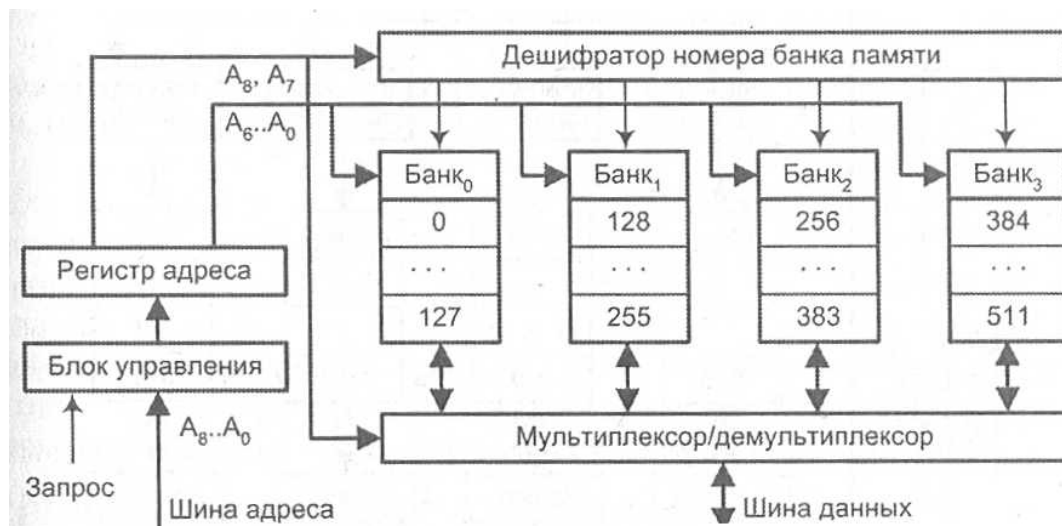 Дешифратор номера банка памяти
A₈, A₇
A₆..A₀
Банк₀ Банк₁ Банк₂ Банк₃
0 128 256 384
... ... ... ...
127 255 383 511
Регистр адреса
Блок управления
A₈..A₀
Мультиплексор/демультиплексор
Запрос
Шина адреса
Шина данных